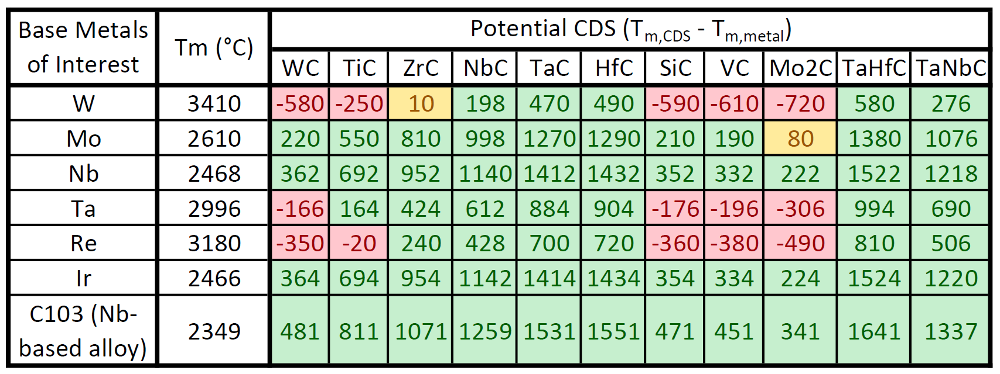 Base Metals of Interest Tm (°C) Potential CDS (Tm,CDS - Tm,metal)
WC TiC ZrC NbC TaC HfC SiC VC Mo2C TaHfC TaNbC
W 3410 -580 -250 10 198 470 490 -590 -610 -720 580 276
Mo 2610 220 550 810 998 1270 1290 210 190 80 1380 1076
Nb 2468 362 692 952 1140 1412 1432 352 332 222 1522 1218
Ta 2996 -166 164 424 612 884 904 -176 -196 -306 994 690
Re 3180 -350 -20 240 428 700 720 -360 -380 -490 810 506
Ir 2466 364 694 954 1142 1414 1434 354 334 224 1524 1220
C103 (Nb-
based alloy) 2349 481 811 1071 1259 1531 1551 471 451 341 1641 1337